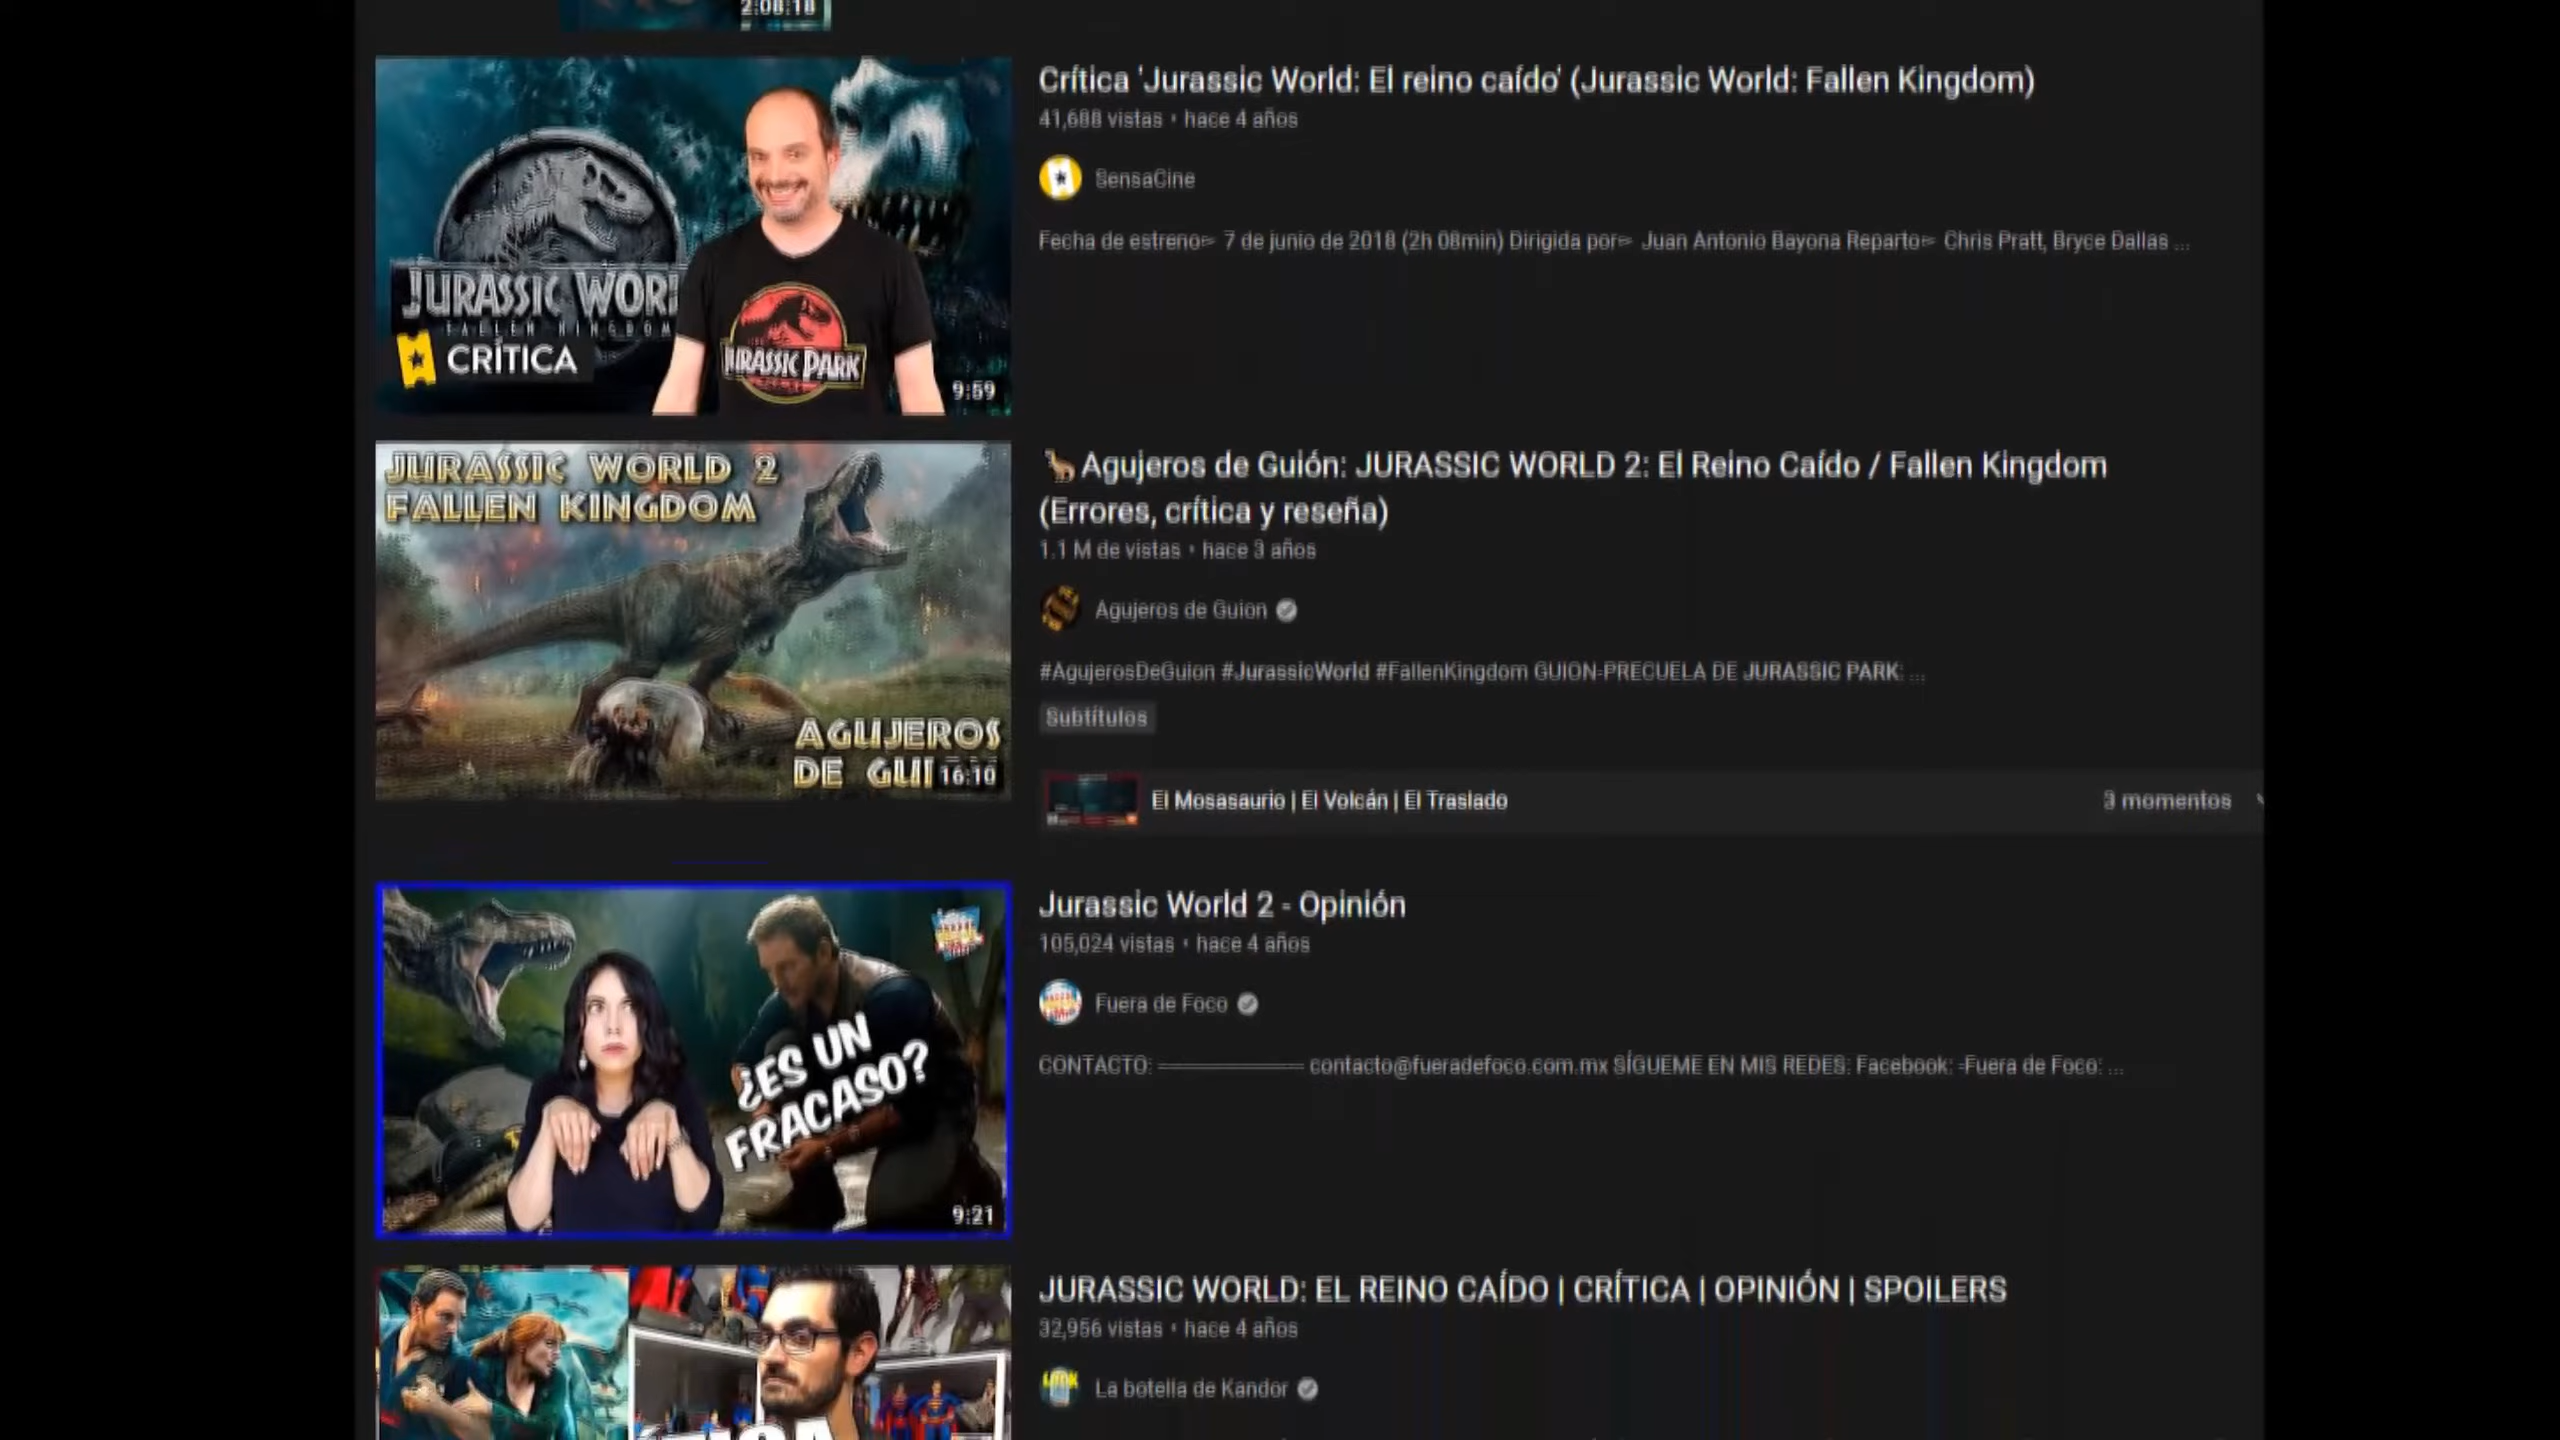 2:08:18
Crítica 'Jurassic World: El reino caído' (Jurassic World: Fallen Kingdom)
41,688 vistas • hace 4 años
SensaCine
Fecha de estreno► 7 de junio de 2018 (2h 08min) Dirigida por► Juan Antonio Bayona Reparto► Chris Pratt, Bryce Dallas ...
JURASSIC WORL
FALLEN KINGDOM
CRÍTICA
JURASSIC PARK
9:59
JURASSIC WORLD 2
FALLEN KINGDOM
AGUJEROS
DE GUI
16:10
Agujeros de Guión: JURASSIC WORLD 2: El Reino Caído / Fallen Kingdom
(Errores, crítica y reseña)
1.1 M de vistas • hace 3 años
Agujeros de Guion
#AgujerosDeGuion #JurassicWorld #FallenKingdom GUION-PRECUELA DE JURASSIC PARK: ...
Subtítulos
El Mosasaurio | El Volcán | El Traslado
3 momentos
¿ES UN
FRACASO?
9:21
Jurassic World 2 - Opinión
105,024 vistas • hace 4 años
Fuera de Foco
CONTACTO: ——————— contacto@fueradefoco.com.mx SÍGUEME EN MIS REDES: Facebook: -Fuera de Foco: ...
JURASSIC WORLD: EL REINO CAÍDO | CRÍTICA | OPINIÓN | SPOILERS
32,956 vistas • hace 4 años
La botella de Kandor